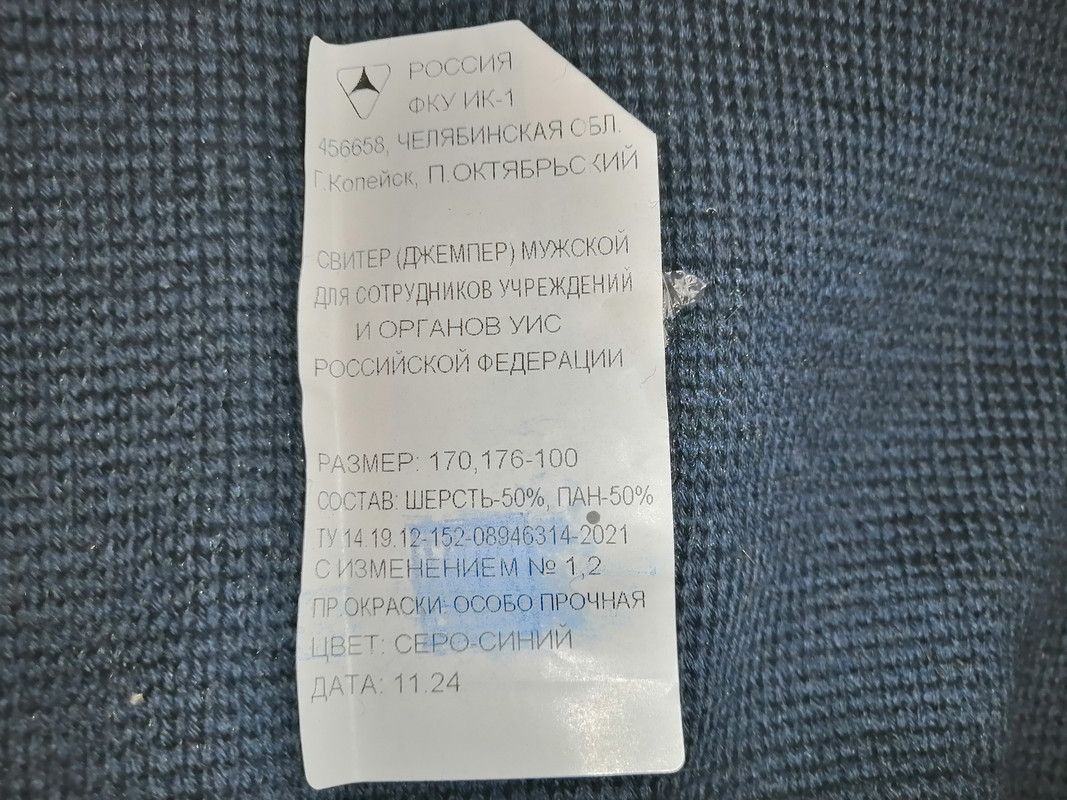 РОССИЯ
ФКУ ИК-1
456658, ЧЕЛЯБИНСКАЯ ОБЛ.
Г.Копейск, П.ОКТЯБРЬСКИЙ
СВИТЕР (ДЖЕМПЕР) МУЖСКОЙ
ДЛЯ СОТРУДНИКОВ УЧРЕЖДЕНИЙ
И ОРГАНОВ УИС
РОССИЙСКОЙ ФЕДЕРАЦИИ
РАЗМЕР: 170,176-100
СОСТАВ: ШЕРСТЬ-50%, ПАН-50%
ТУ 14.19.12-152-08946314-2021
С ИЗМЕНЕНИЕМ № 1,2
ПР.ОКРАСКИ: ОСОБО ПРОЧНАЯ
ЦВЕТ: СЕРО-СИНИЙ
ДАТА: 11.24